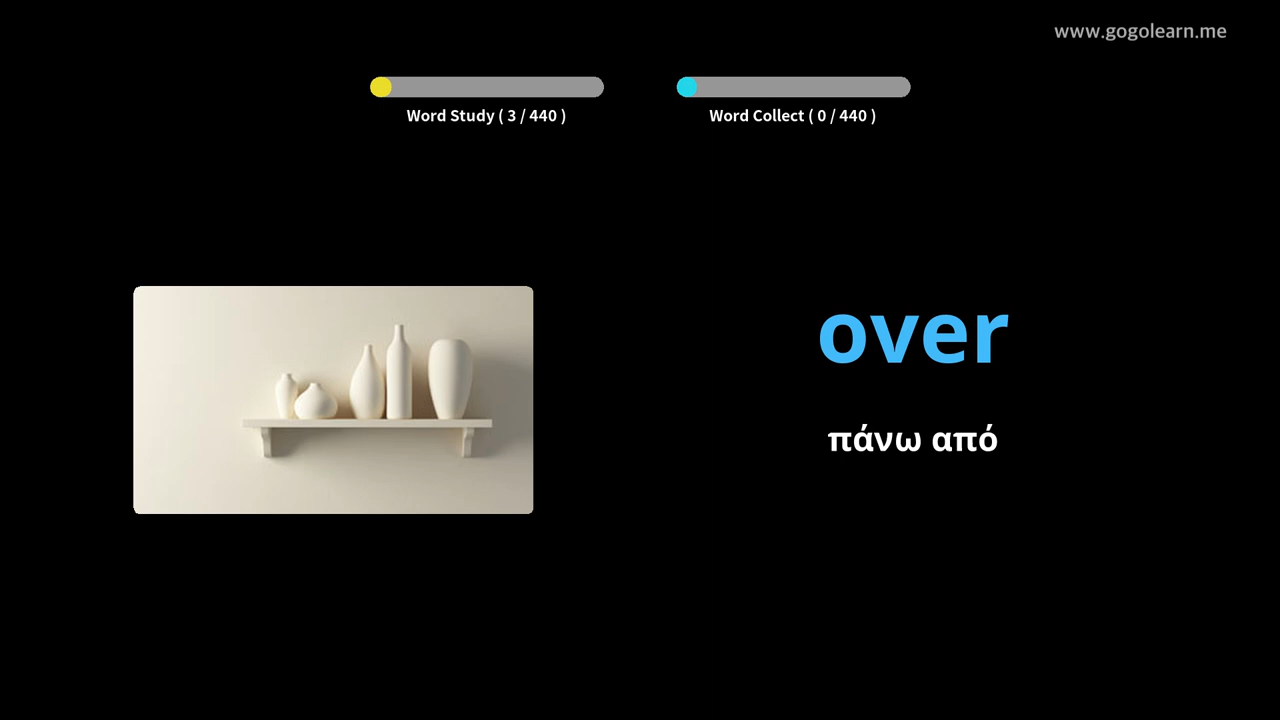 www.gogolearn.me
Word Study ( 3 / 440 )
Word Collect ( 0 / 440 )
over
πάνω από